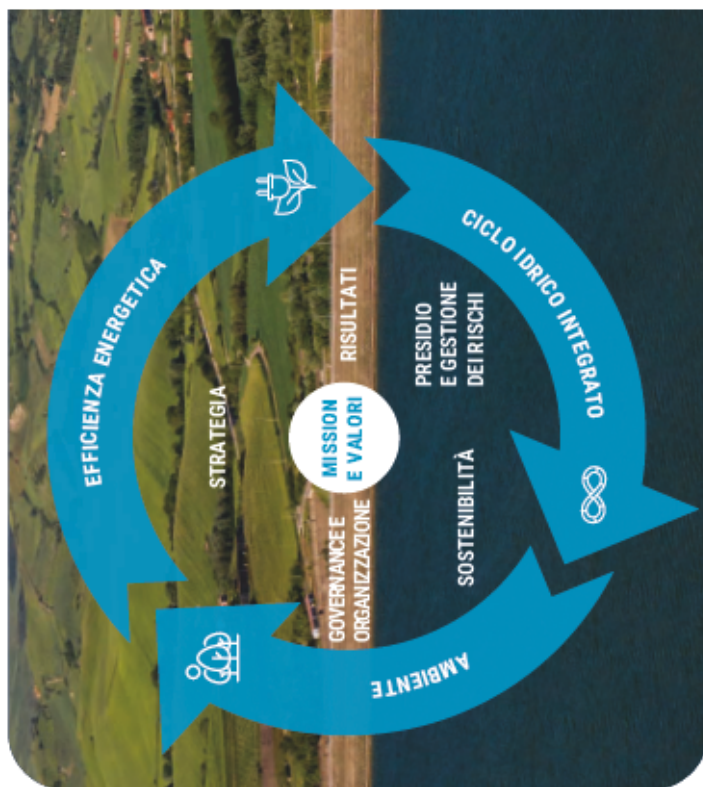 EFFICIENZA ENERGETICA
CICLO IDRICO INTEGRATO
AMBIENTE
STRATEGIA
RISULTATI
PRESIDIO
E GESTIONE
DEI RISCHI
SOSTENIBILITÀ
GOVERNANCE E
ORGANIZZAZIONE
MISSION
E VALORI